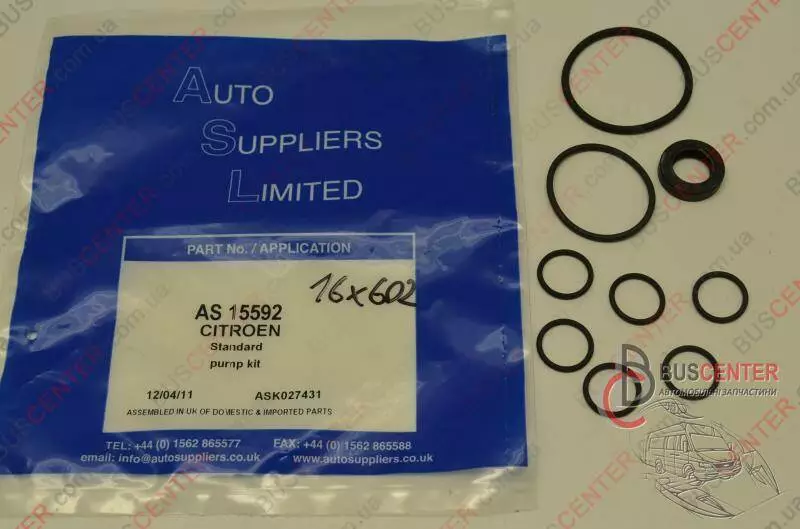 AUTO
SUPPLIERS
LIMITED
PART No. / APPLICATION
AS 15592
CITROEN
Standard
pump kit
16x602
12/04/11 ASK027431
ASSEMBLED IN UK OF DOMESTIC & IMPORTED PARTS
TEL: +44 (0) 1562 865577 FAX: +44 (0) 1562 865588
email: info@autosuppliers.co.uk www.autosuppliers.co.uk
BUSCENTER
АВТОМОБІЛЬНІ ЗАПЧАСТИНИ
BUSCENTER.com.ua